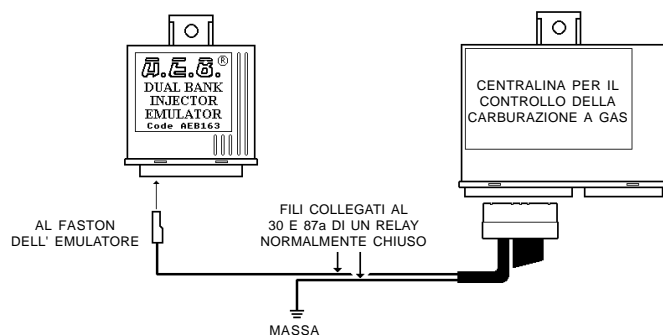 A.E.B.®
DUAL BANK
INJECTOR
EMULATOR
Code AEB163
CENTRALINA PER IL
CONTROLLO DELLA
CARBURAZIONE A GAS
AL FASTON
DELL' EMULATORE
FILI COLLEGATI AL
30 E 87a DI UN RELAY
NORMALMENTE CHIUSO
MASSA